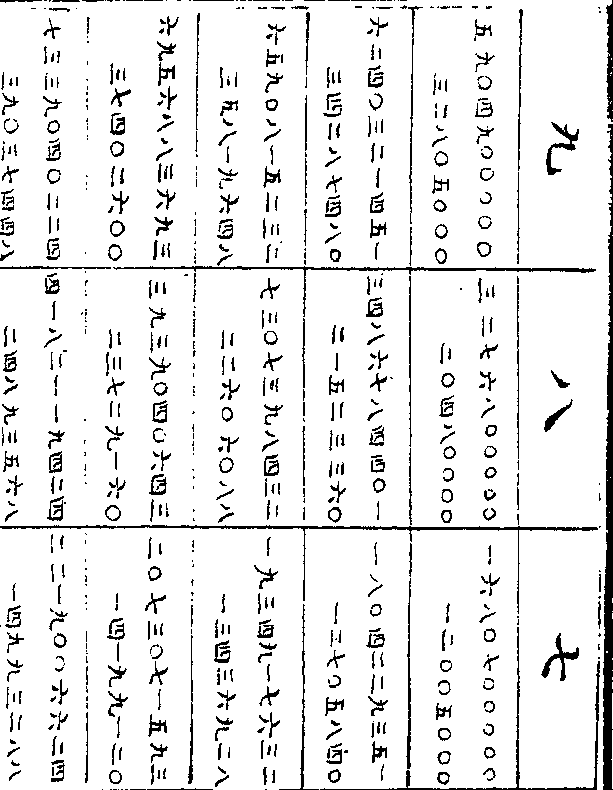 九
八
七
五九〇四九〇〇〇〇〇
三二八〇五〇〇〇
三二七六八〇〇〇〇〇
二〇四八〇〇〇〇
一六八〇七〇〇〇〇〇
一二〇〇五〇〇〇
六二四〇三二一四五一
三四二八七四八〇
三四八六七八四四〇一
二一五二三三六〇
一八〇四二二九三五一
一二七〇五八四〇
六五九〇八一五二三二
三五八一九六四八
七三〇七三九八四三二
二二六〇六〇八八
一九三四九一七六三二
一三四三六九二八
六九五六八八三六九三
三七四〇二六〇〇
三九三九〇四〇六四三
二三七二九一六〇
二〇七三〇七一五九三
一四一九九一二〇
七三三九〇四〇二二四
三九〇三七四四八
四一八二一一九四二四
二四八九三五六八
二二一九〇〇六六二四
一四九九三二八八